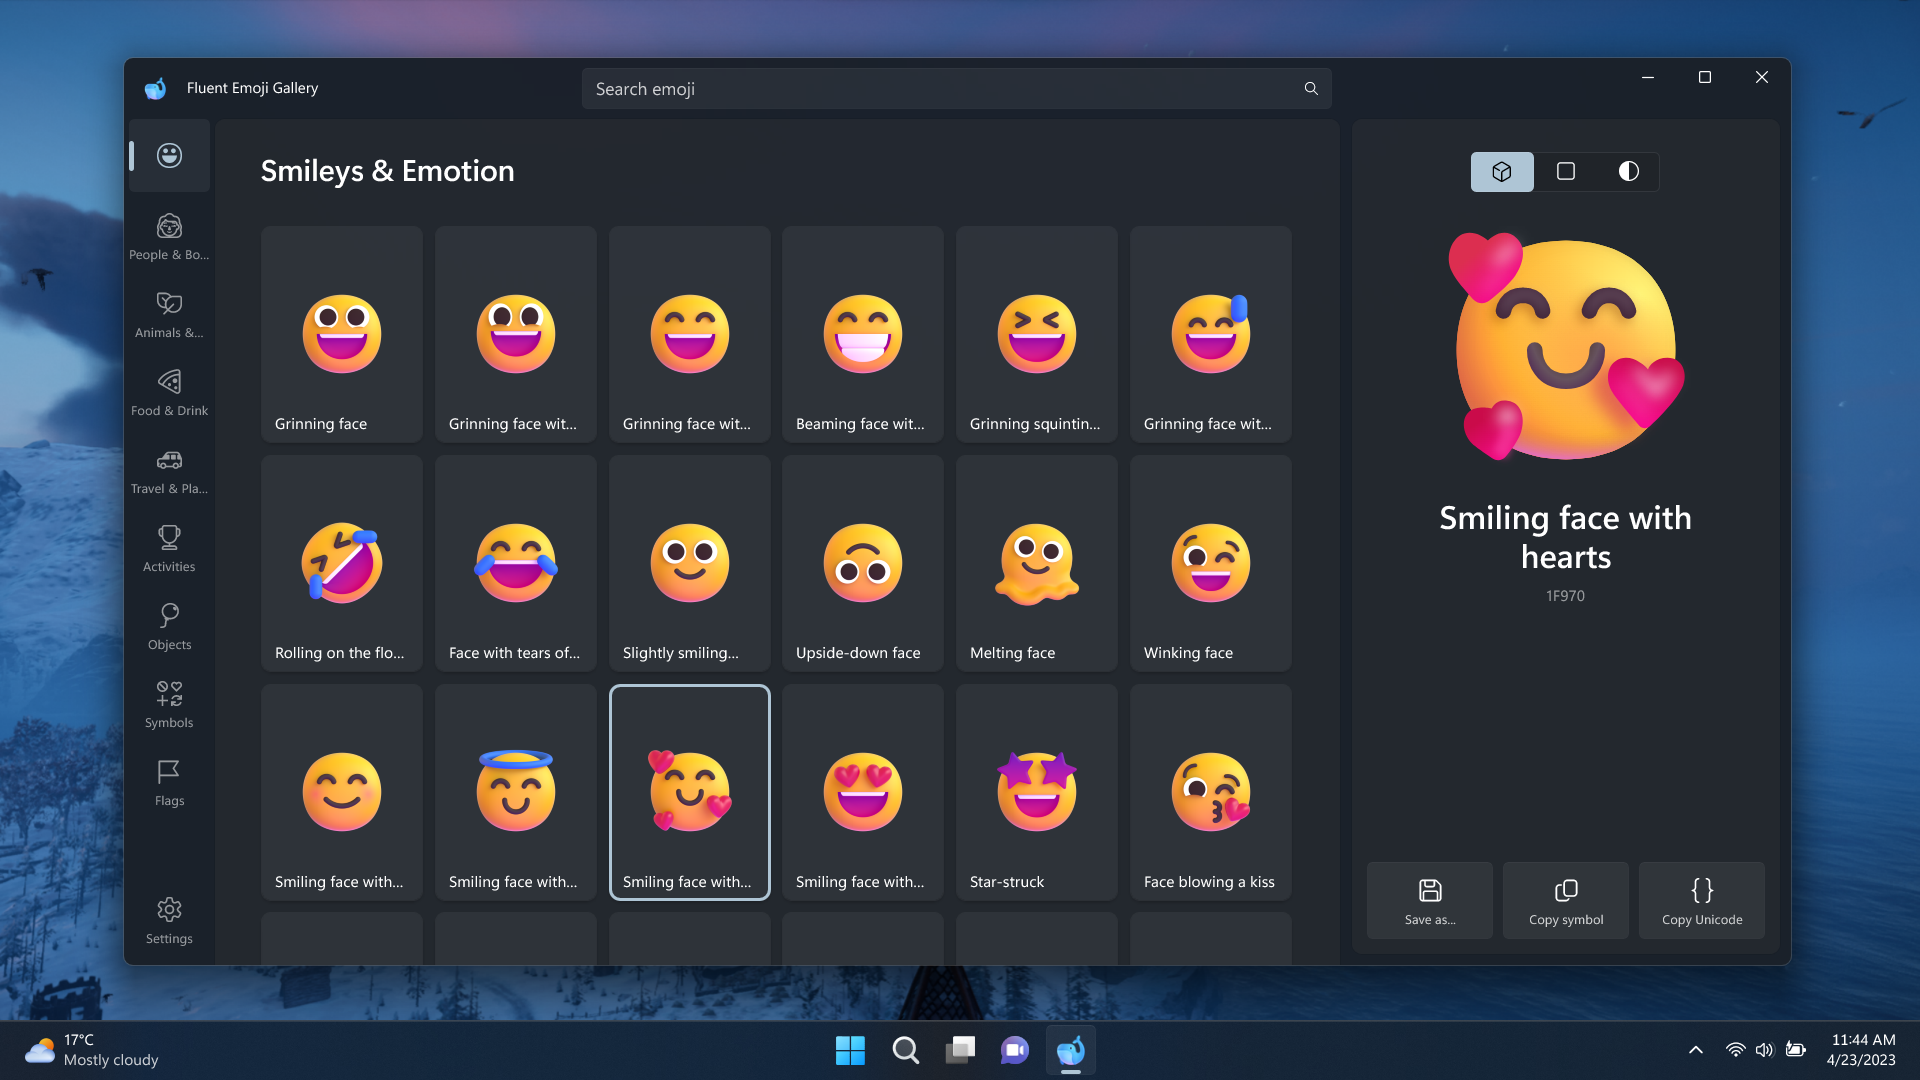 Fluent Emoji Gallery
Search emoji
People & Bo...
Animals &...
Food & Drink
Travel & Pla...
Activities
Objects
Symbols
Flags
Settings
Smileys & Emotion
Grinning face
Grinning face wit...
Grinning face wit...
Beaming face wit...
Grinning squintin...
Grinning face wit...
Rolling on the flo...
Face with tears of...
Slightly smiling...
Upside-down face
Melting face
Winking face
Smiling face with...
Smiling face with...
Smiling face with...
Smiling face with...
Star-struck
Face blowing a kiss
Smiling face with
hearts
1F970
Save as...
Copy symbol
Copy Unicode
17°C
Mostly cloudy
11:44 AM
4/23/2023